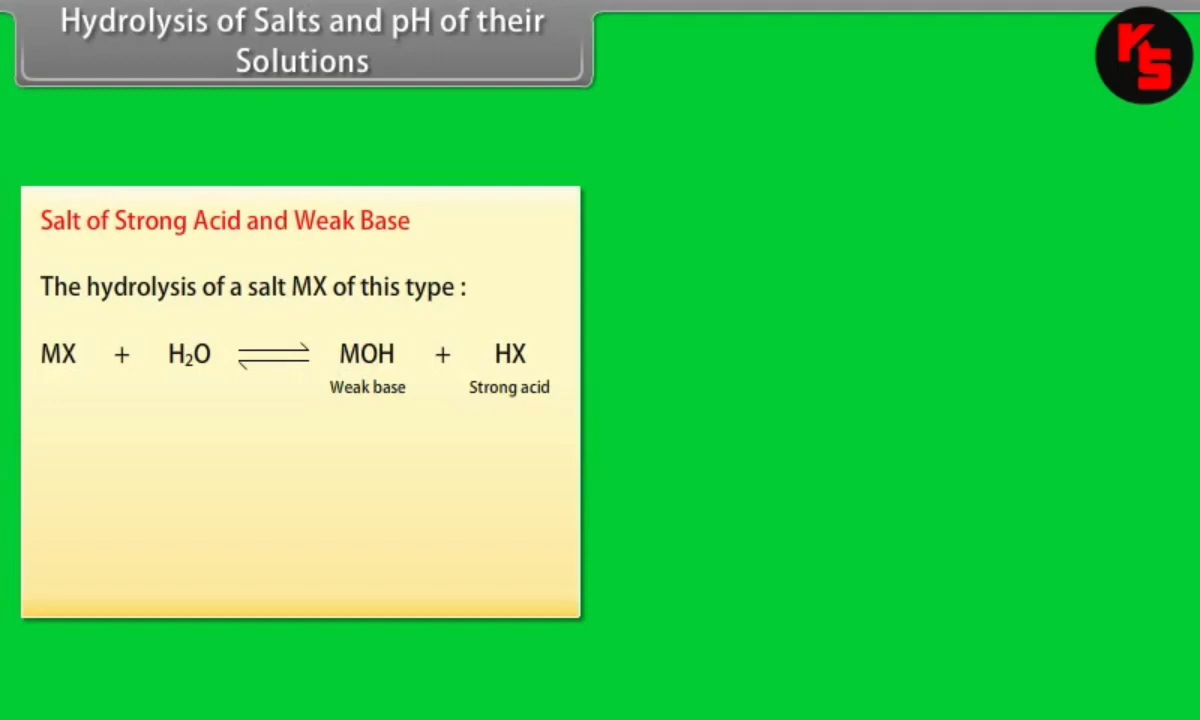 Hydrolysis of Salts and pH of their
Solutions
KS
Salt of Strong Acid and Weak Base
The hydrolysis of a salt MX of this type :
MX + H₂O ⇌ MOH + HX
Weak base Strong acid